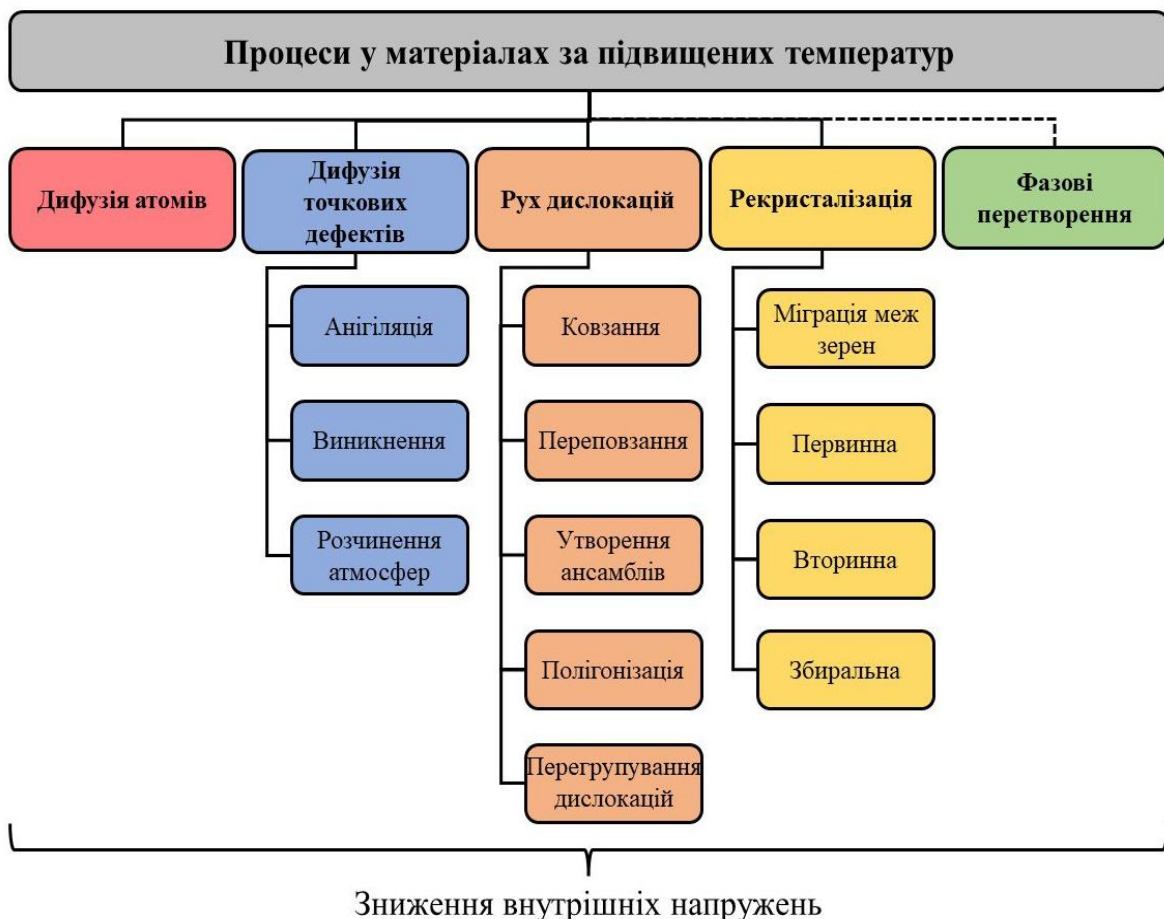 Процеси у матеріалах за підвищених температур
Дифузія атомів
Дифузія
точкових
дефектів
Рух дислокацій
Рекристалізація
Фазові
перетворення
Анігіляція
Виникнення
Розчинення
атмосфер
Ковзання
Переповзання
Утворення
ансамблів
Полігонізація
Перегрупування
дислокацій
Міграція меж
зерен
Первинна
Вторинна
Збиральна
Зниження внутрішніх напружень